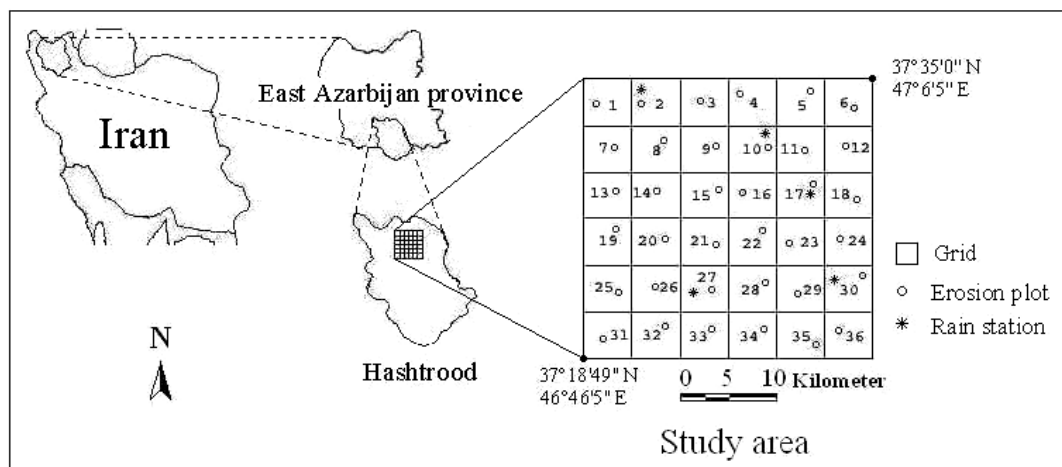 37°35'0" N
47°6'5" E
East Azarbijan province
Iran
1 2 3 4 5 6
7 8 9 10 11 12
13 14 15 16 17 18
19 20 21 22 23 24
25 26 27 28 29 30
31 32 33 34 35 36
Grid
Erosion plot
Rain station
N
Hashtrood
37°18'49" N
46°46'5" E
0 5 10 Kilometer
Study area